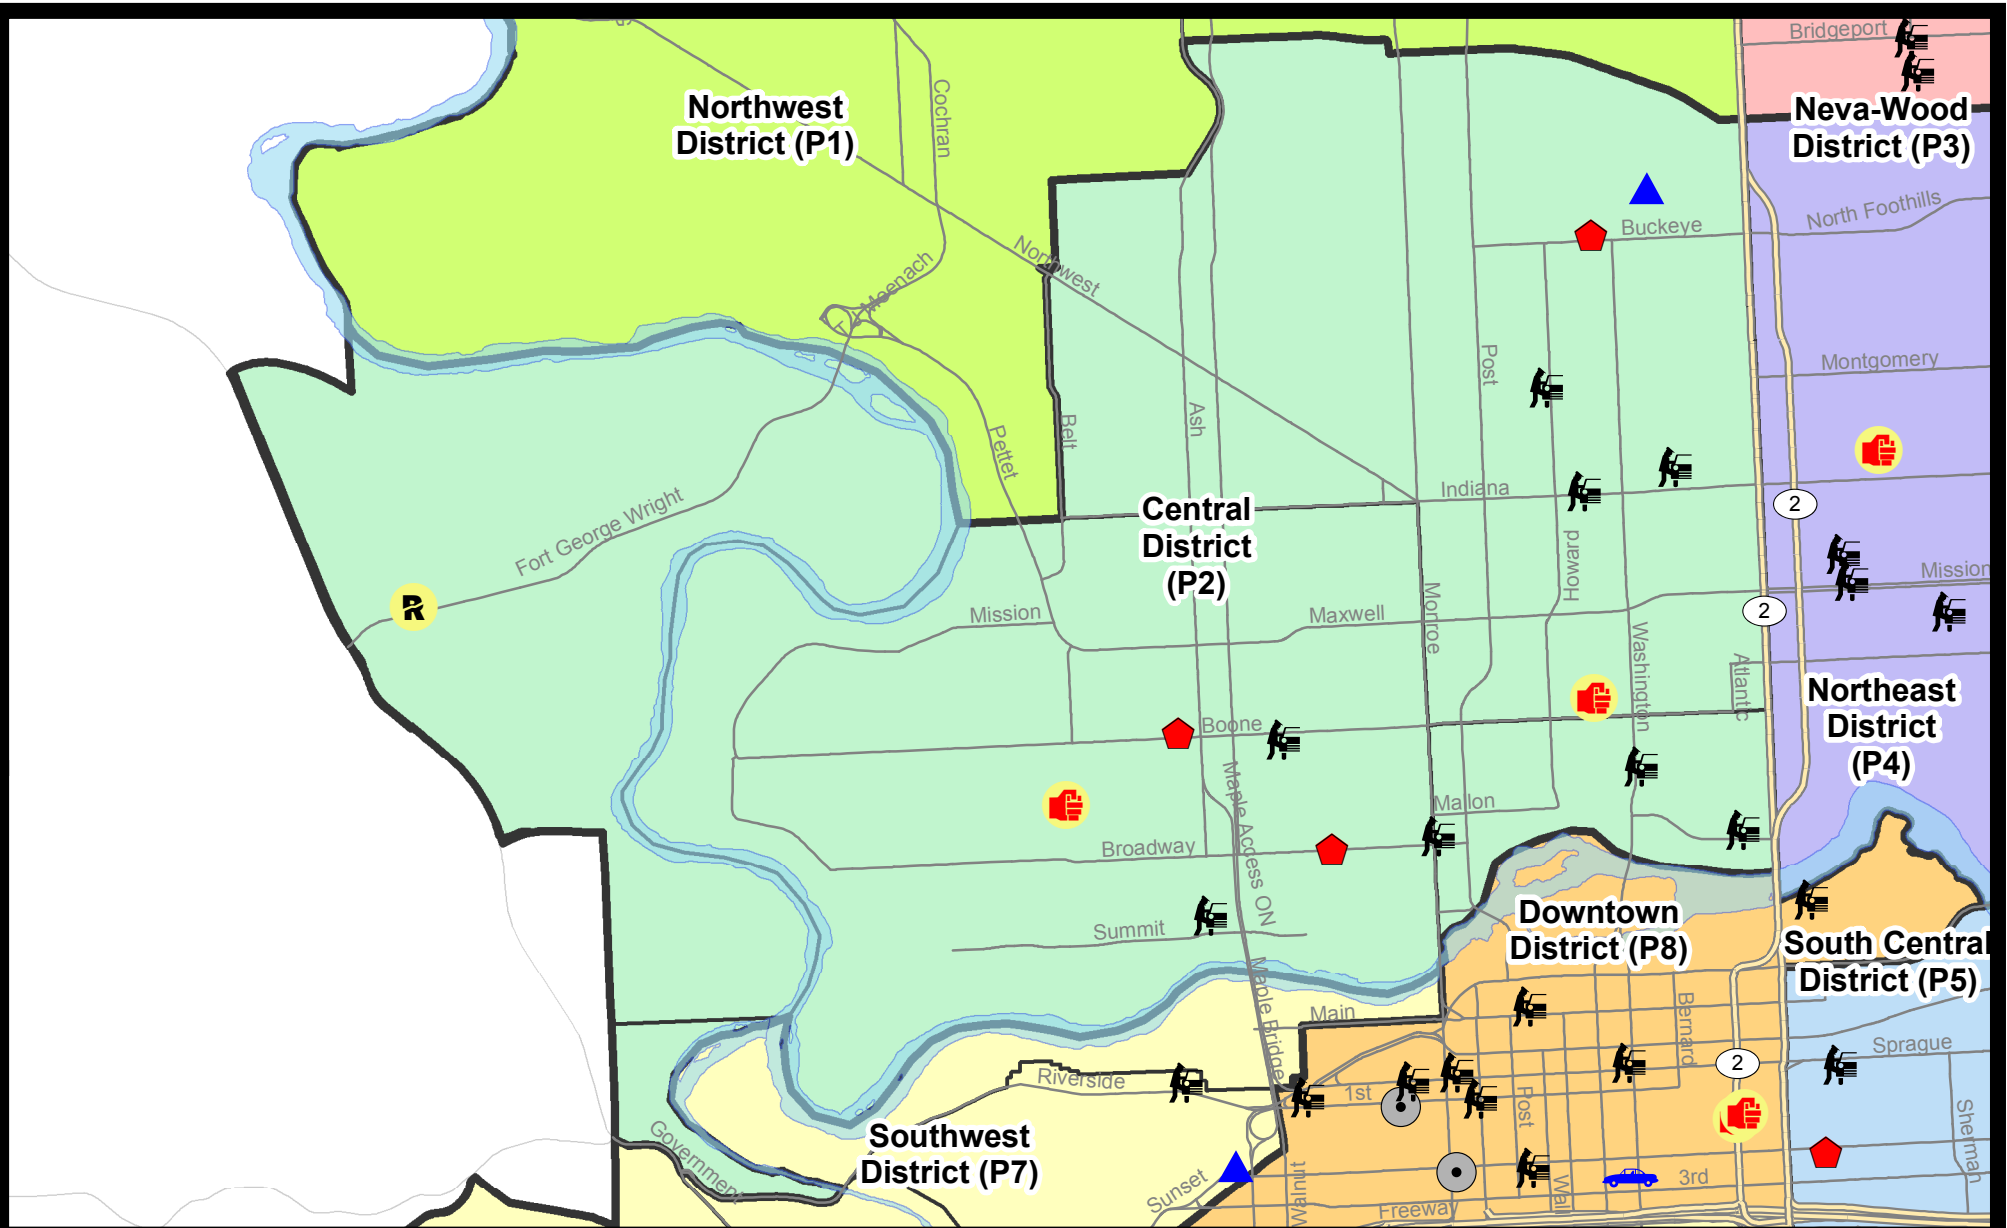 Bridgeport
Cochran
Northwest
District (P1)
Neva-Wood
District (P3)
North Foothills
Buckeye
Northwest
T J Meenach
Post
Montgomery
Ash
Belt
Pettet
Indiana
2
Central
District
(P2)
Fort George Wright
Howard
Mission
R
Mission
Maxwell
Monroe
2
Washington
Atlantic
Northeast
District
(P4)
Boone
Maple Access ON
Mallon
Broadway
Downtown
District (P8)
Summit
South Central
District (P5)
Maple Bridge
Main
Bernard
Sprague
2
Riverside
1st
Post
Sherman
Government
Southwest
District (P7)
Sunset
Walnut
Wall
3rd
Freeway